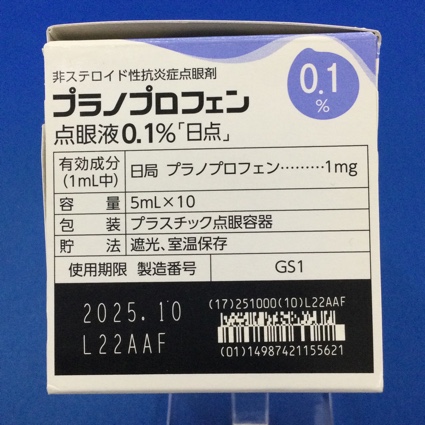 非ステロイド性抗炎症点眼剤
プラノプロフェン
点眼液0.1%「日点」
0.1
%
有効成分
(1mL中)
日局 プラノプロフェン………1mg
容 量 5mL×10
包 装 プラスチック点眼容器
貯 法 遮光、室温保存
使用期限 製造番号 GS1
2025.10
L22AAF
(17)251000(10)L22AAF
(01)14987421155621